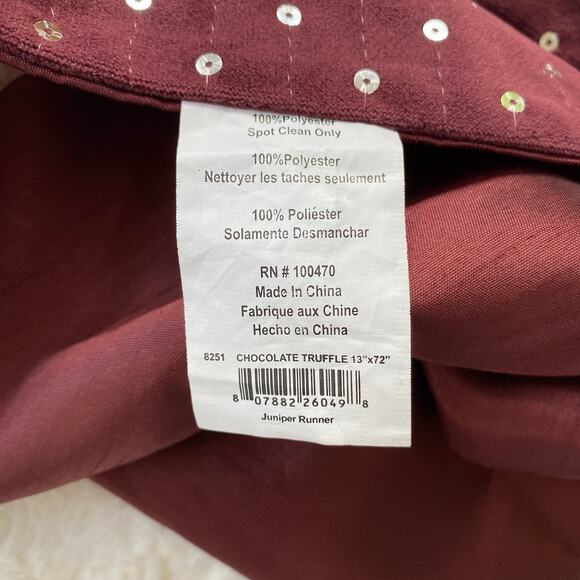 100%Polyester
Spot Clean Only
100%Polyester
Nettoyer les taches seulement
100% Poliéster
Solamente Desmanchar
RN # 100470
Made In China
Fabrique aux Chine
Hecho en China
8251 CHOCOLATE TRUFFLE 13"x72"
8 07882 26049 8
Juniper Runner